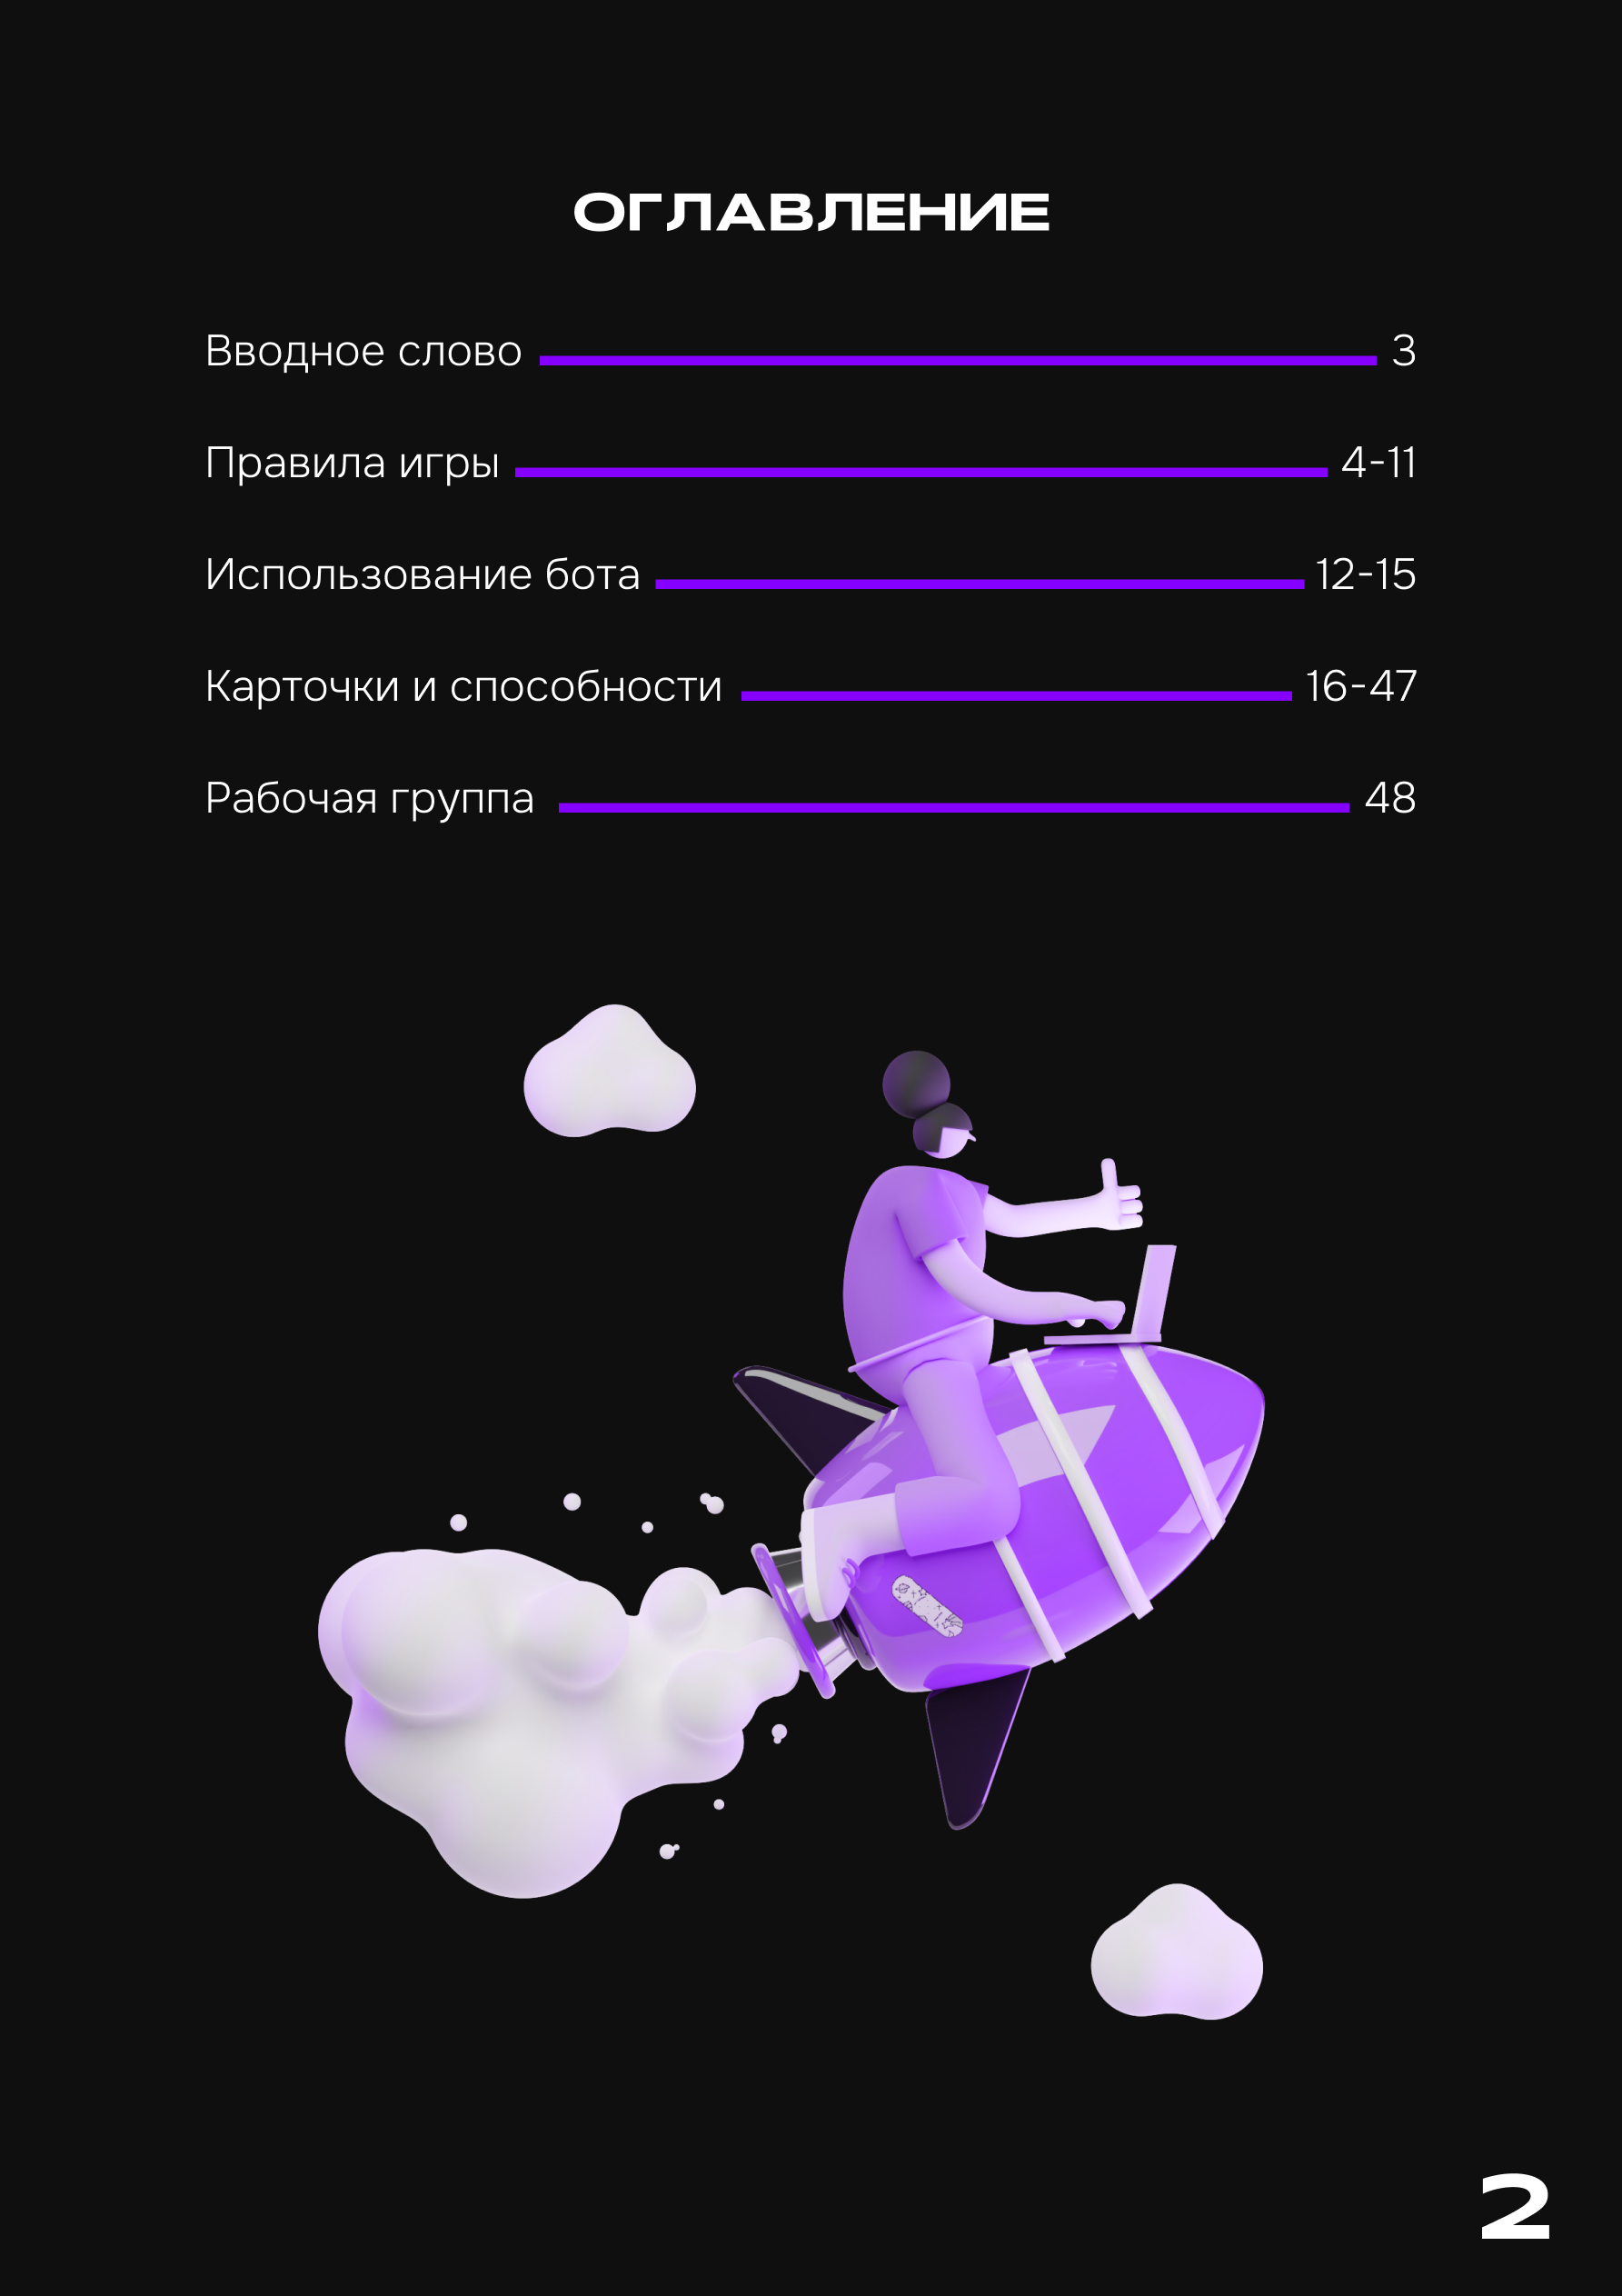 ОГЛАВЛЕНИЕ
Вводное слово 3
Правила игры 4-11
Использование бота 12-15
Карточки и способности 16-47
Рабочая группа 48
2